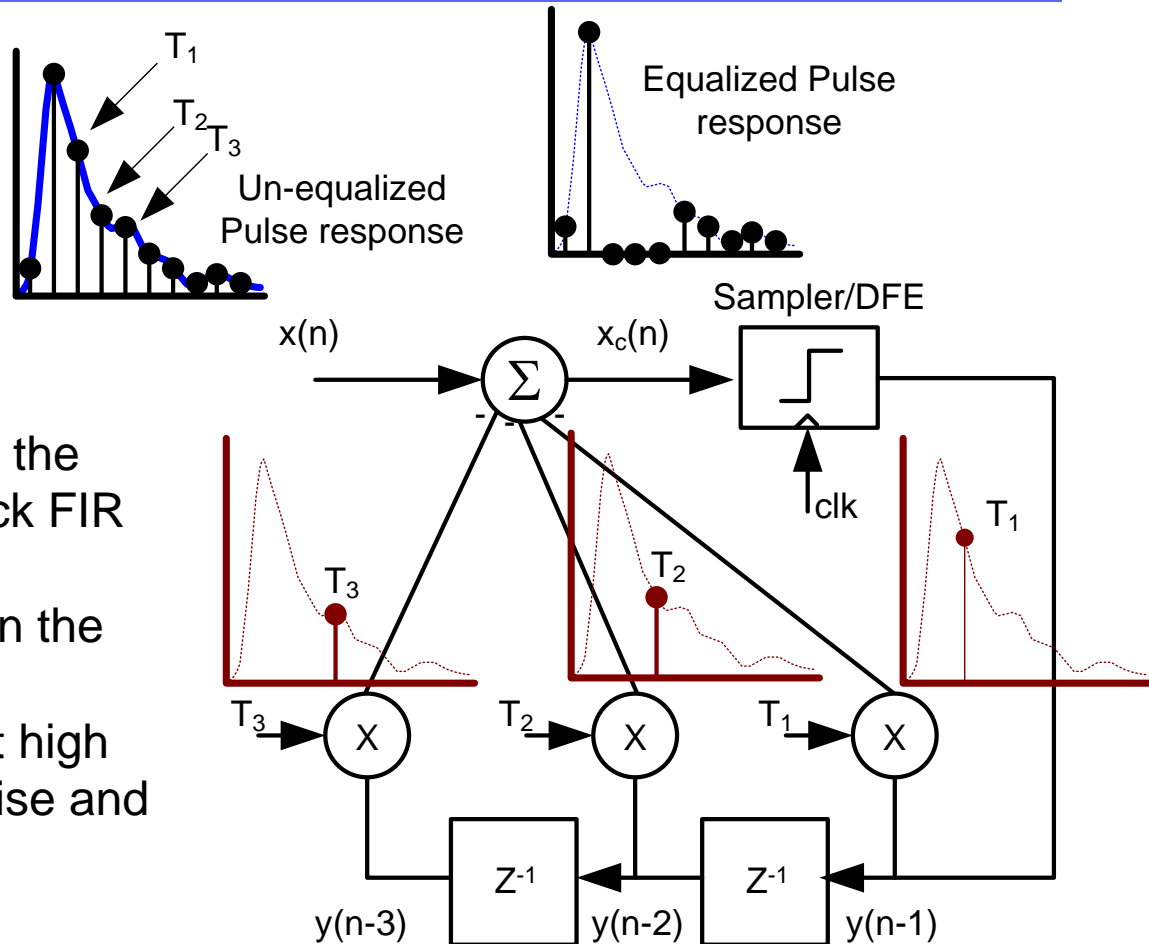 T₁
T₂
T₃
Un-equalized
Pulse response
Equalized Pulse
response
Sampler/DFE
x(n)
xc(n)
Σ
- - -
clk
the
ck FIR
n the
t high
ise and
T₃
T₂
T₁
T₃
X
T₂
X
T₁
X
Z⁻¹
Z⁻¹
y(n-3)
y(n-2)
y(n-1)